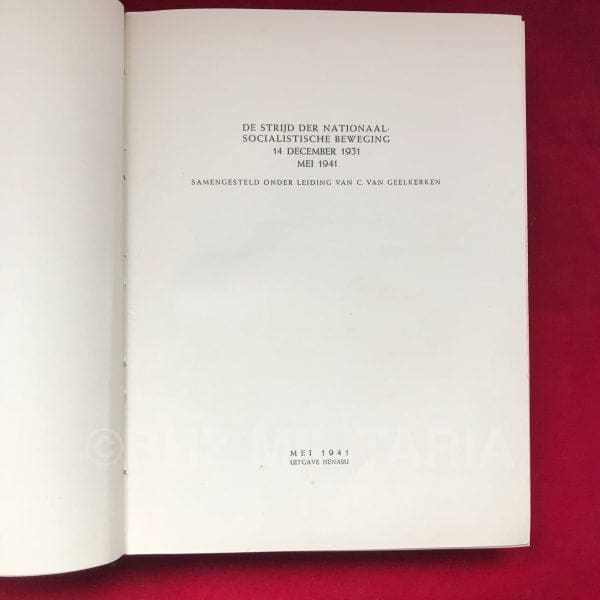 DE STRIJD DER NATIONAAL-
SOCIALISTISCHE BEWEGING
14 DECEMBER 1931
MEI 1941
SAMENGESTELD ONDER LEIDING VAN C. VAN GEELKERKEN
MEI 1941
UITGAVE NENASU